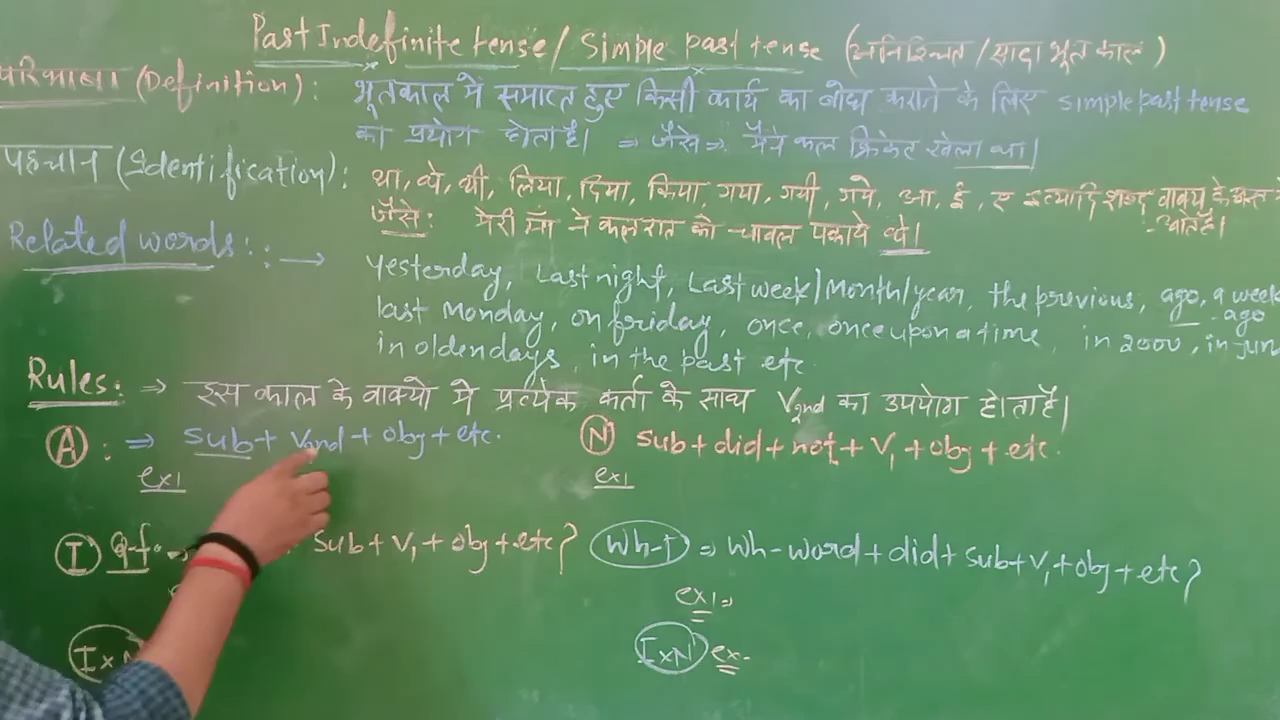 Past Indefinite tense / Simple past tense (अनिश्चित / सादा भूत काल)
परिभाषा (Definition): भूतकाल में समाप्त हुए किसी कार्य का बोध कराने के लिए simple past tense
का प्रयोग होता है। ⇒ जैसे ⇒ मैंने कल क्रिकेट खेला था।
पहचान (Identification): था, थे, थी, लिया, दिया, किया, गया, गयी, गये, आ, ई, ए इत्यादि शब्द वाक्य के अन्त
होते हैं।
जैसे: मेरी माँ ने कल रात को चावल पकाये थे।
Related words: → yesterday, Last night, Last week/Month/year, the previous, ago, a week ago
last Monday, on friday, once, once upon a time, in 2000, in jun
in olden days, in the past etc.
Rules: → इस काल के वाक्यो मे प्रत्येक कर्ता के साथ V2nd का उपयोग होता है।
(A): ⇒ Sub + V2nd + Obj + etc.
ex1
(N) Sub + did + not + V1 + Obj + etc.
ex1
(I) Q.f. ⇒ Sub + V1 + Obj + etc?
(Wh-I) ⇒ Wh-word + did + Sub + V1 + Obj + etc?
ex1 ⇒
(I×N)
(I×N) ex.